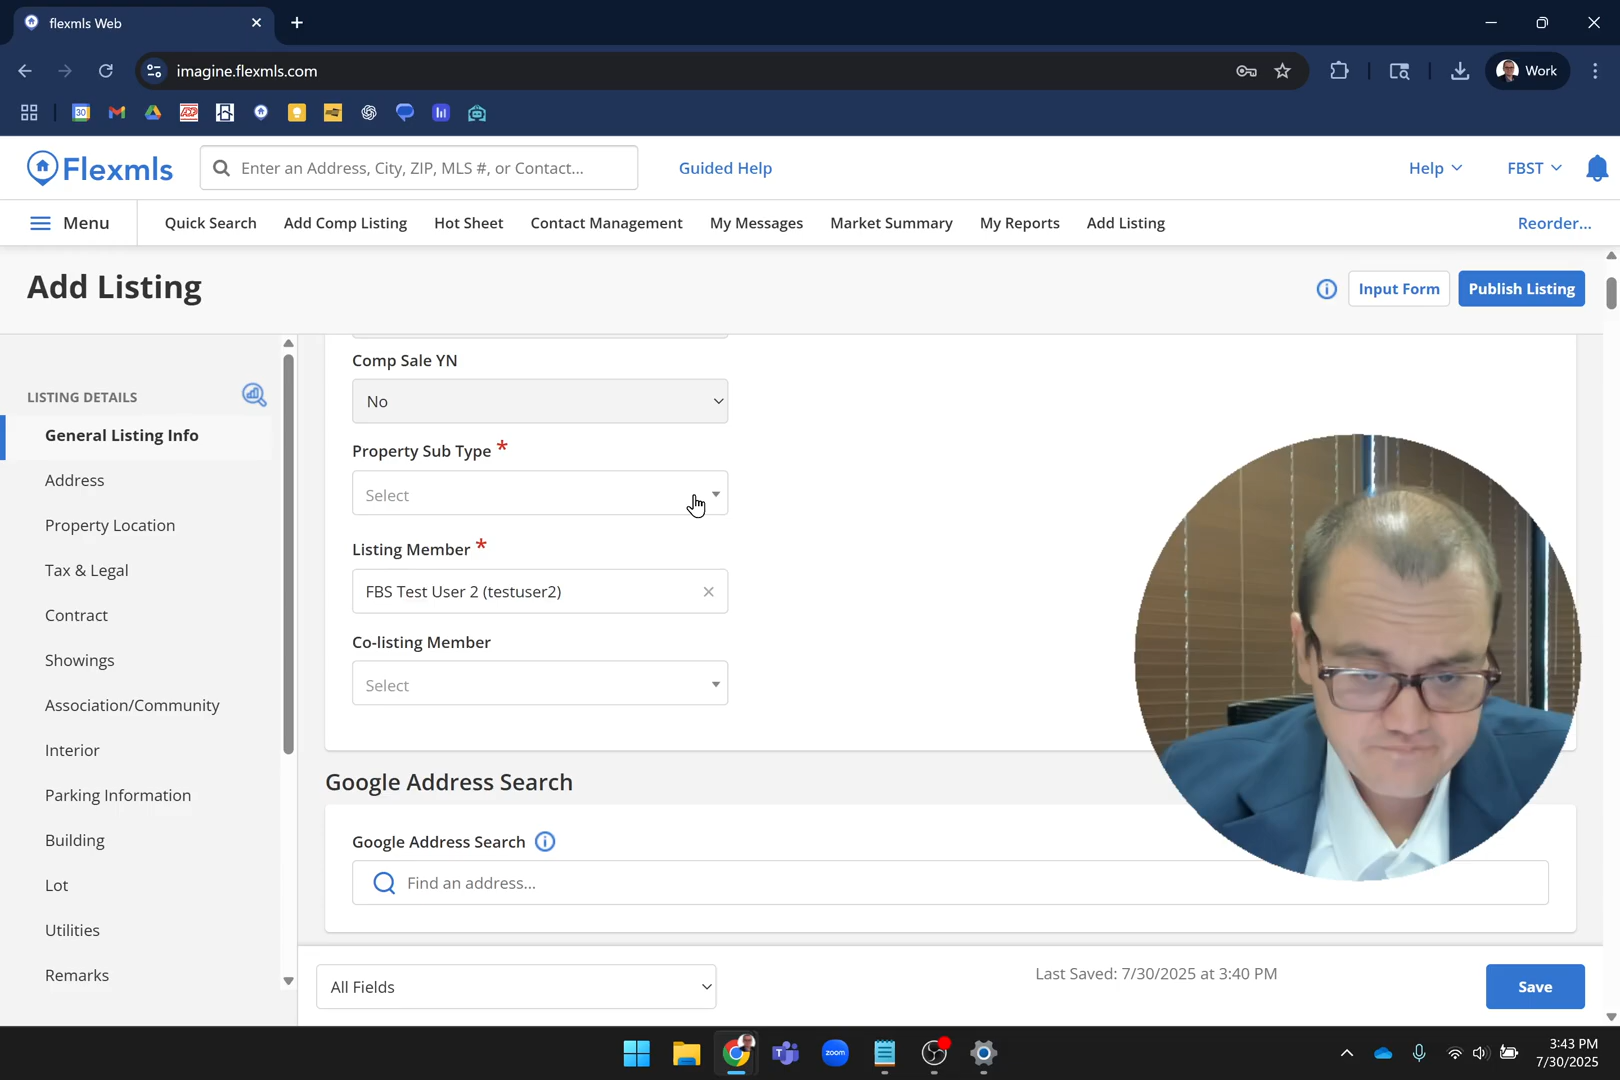 flexmls Web
imagine.flexmls.com
Work
30
Flexmls
Enter an Address, City, ZIP, MLS #, or Contact...
Guided Help
Help
FBST
Menu
Quick Search
Add Comp Listing
Hot Sheet
Contact Management
My Messages
Market Summary
My Reports
Add Listing
Reorder...
Add Listing
Input Form
Publish Listing
LISTING DETAILS
General Listing Info
Address
Property Location
Tax & Legal
Contract
Showings
Association/Community
Interior
Parking Information
Building
Lot
Utilities
Remarks
Comp Sale YN
No
Property Sub Type *
Select
Listing Member *
FBS Test User 2 (testuser2)
Co-listing Member
Select
Google Address Search
Google Address Search
Find an address...
All Fields
Last Saved: 7/30/2025 at 3:40 PM
Save
zoom
3:43 PM
7/30/2025